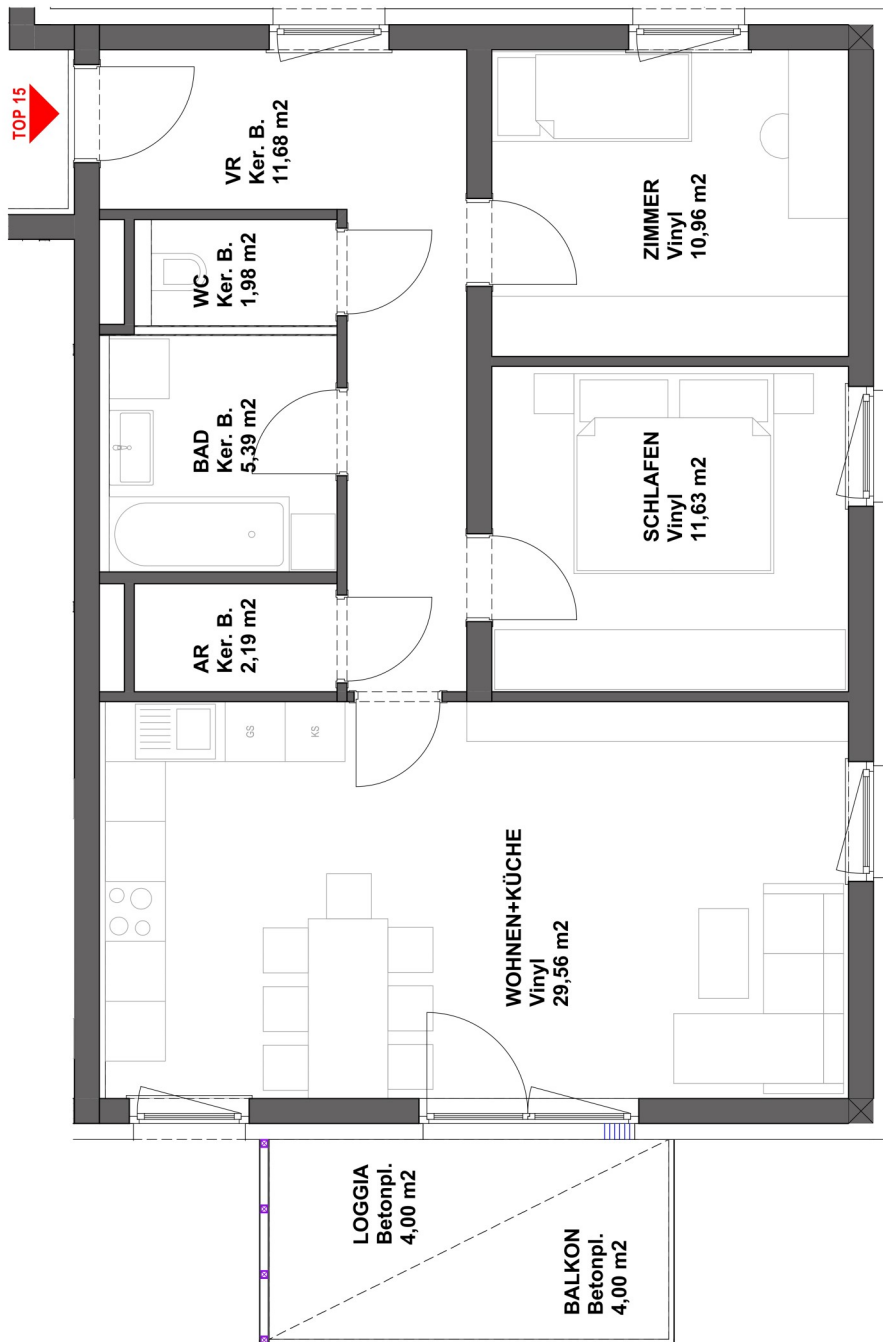 TOP 15
VR
Ker. B.
11,68 m2
WC
Ker. B.
1,98 m2
BAD
Ker. B.
5,39 m2
AR
Ker. B.
2,19 m2
ZIMMER
Vinyl
10,96 m2
SCHLAFEN
Vinyl
11,63 m2
GS
KS
WOHNEN+KÜCHE
Vinyl
29,56 m2
LOGGIA
Betonpl.
4,00 m2
BALKON
Betonpl.
4,00 m2